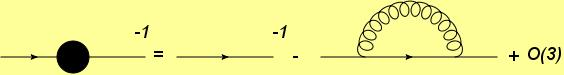 -1 = -1 - + O(3)